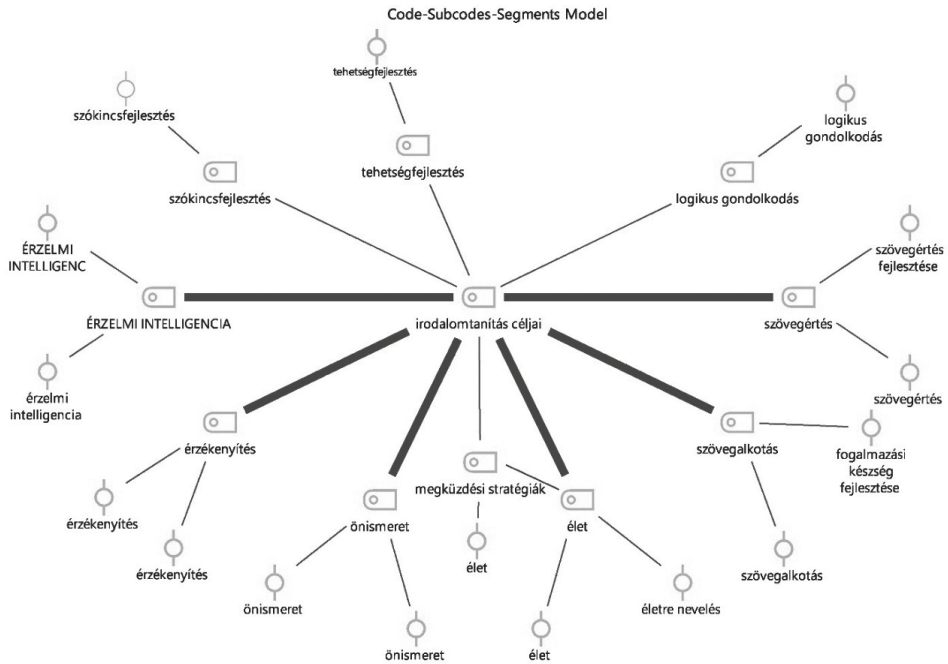 Code-Subcodes-Segments Model
tehetségfejlesztés
szókincsfejlesztés
logikus
gondolkodás
tehetségfejlesztés
szókincsfejlesztés
logikus gondolkodás
ÉRZELMI
INTELLIGENC
szövegértés
fejlesztése
ÉRZELMI INTELLIGENCIA
irodalomtanítás céljai
szövegértés
érzelmi
intelligencia
szövegértés
érzékenyítés
szövegalkotás
fogalmazási
készség
fejlesztése
megküzdési stratégiák
érzékenyítés
önismeret
élet
érzékenyítés
élet
szövegalkotás
önismeret
életre nevelés
önismeret
élet